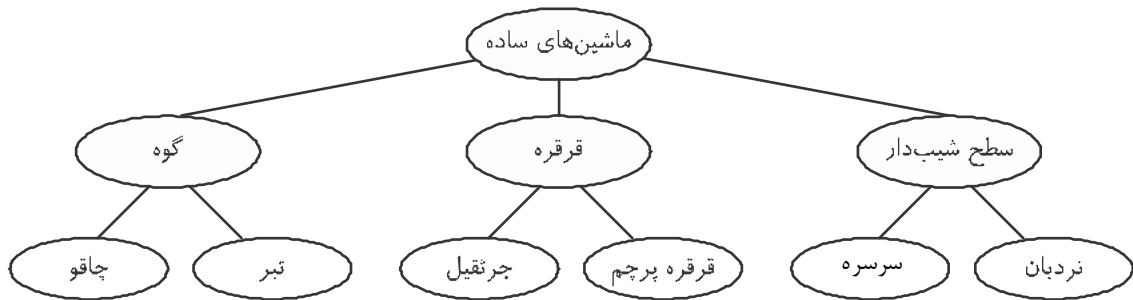 ماشین‌های ساده
سطح شیب‌دار
قرقره
گوه
نردبان
سرسره
قرقره پرچم
جرثقیل
تبر
چاقو